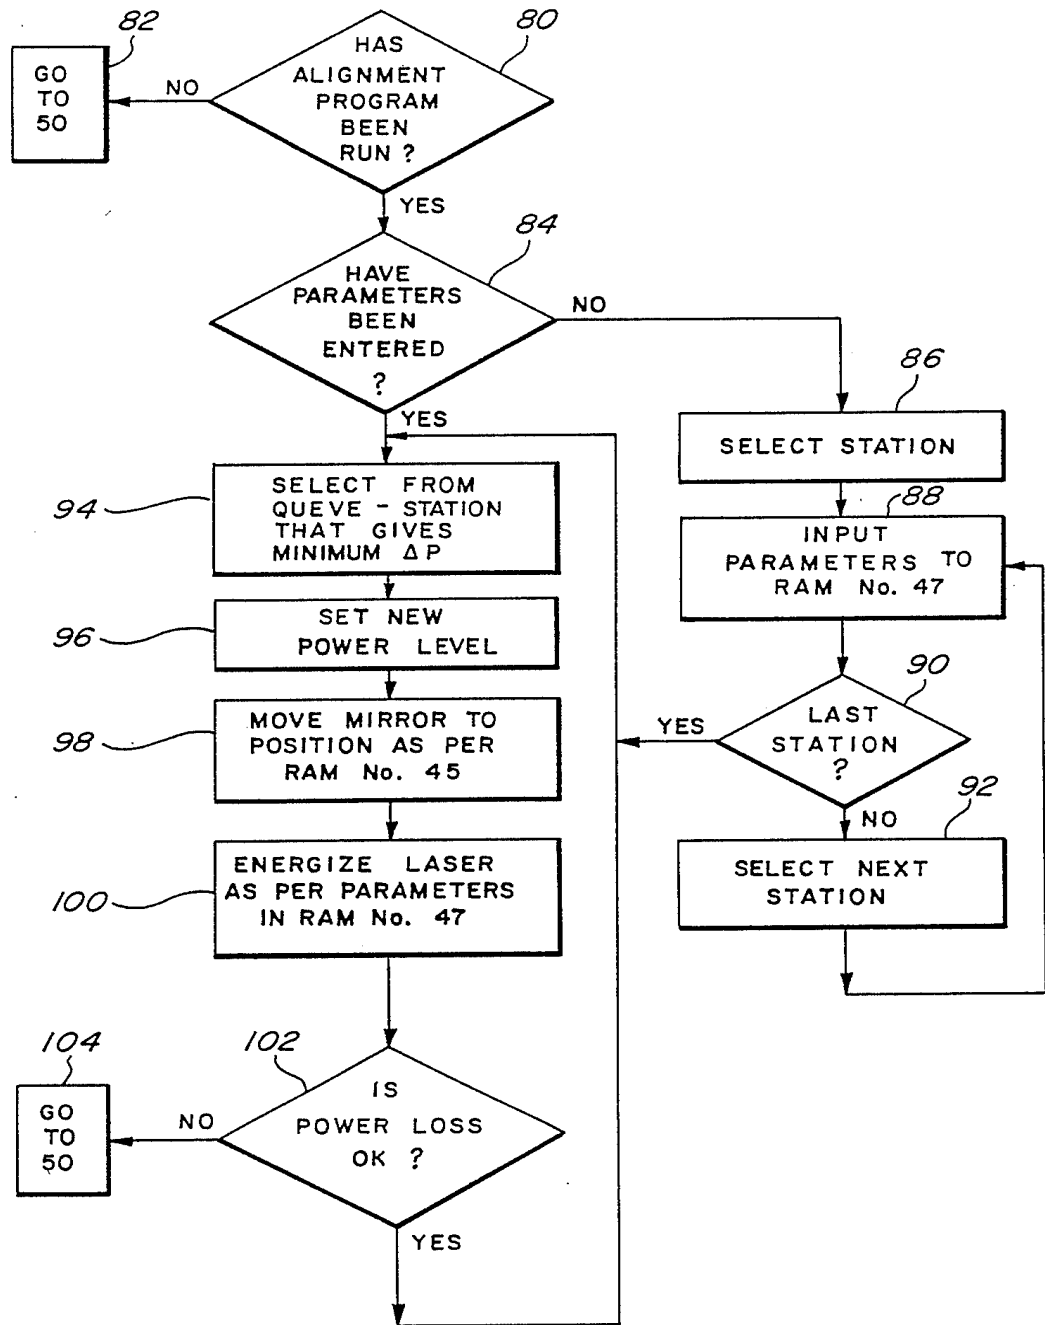 82
80
GO
TO
50
NO
HAS
ALIGNMENT
PROGRAM
BEEN
RUN ?
YES
84
HAVE
PARAMETERS
BEEN
ENTERED
?
NO
YES
86
SELECT STATION
88
INPUT
PARAMETERS TO
RAM No. 47
90
LAST
STATION
?
YES
NO
92
SELECT NEXT
STATION
94
SELECT FROM
QUEVE - STATION
THAT GIVES
MINIMUM ΔP
96
SET NEW
POWER LEVEL
98
MOVE MIRROR TO
POSITION AS PER
RAM No. 45
100
ENERGIZE LASER
AS PER PARAMETERS
IN RAM No. 47
104
102
GO
TO
50
NO
IS
POWER LOSS
OK ?
YES